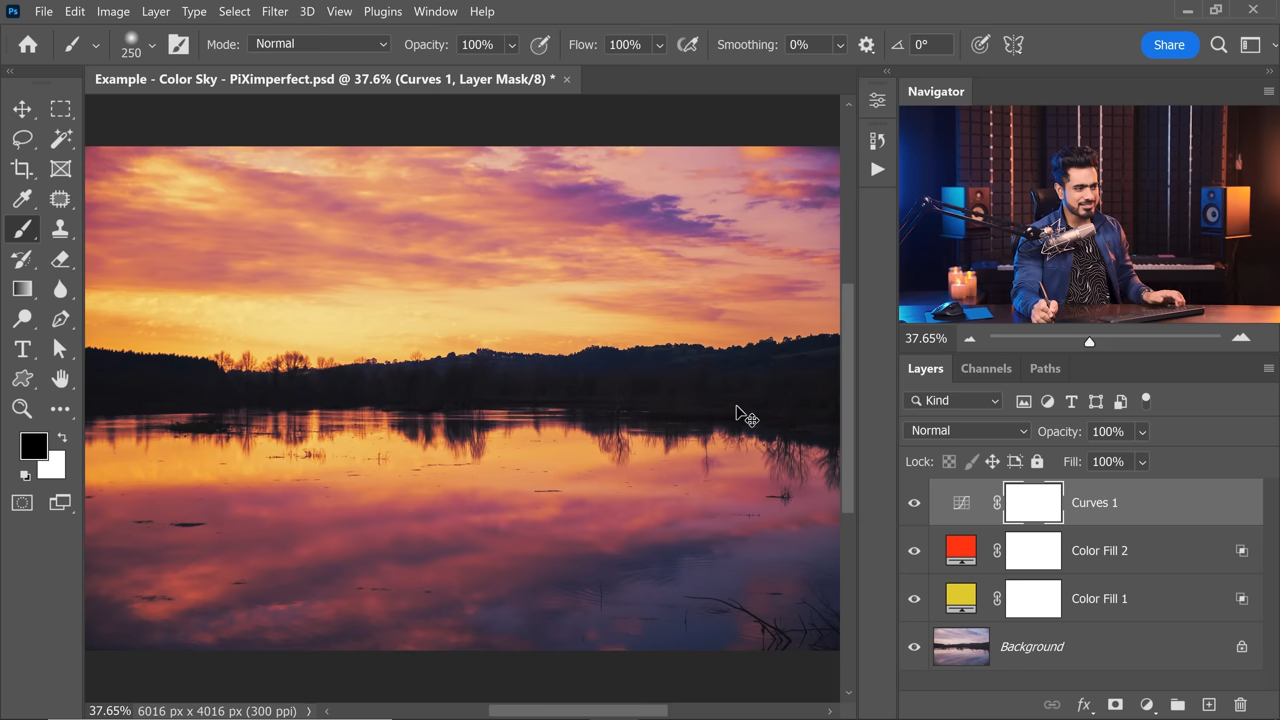 Ps File Edit Image Layer Type Select Filter 3D View Plugins Window Help
250 Mode: Normal Opacity: 100% Flow: 100% Smoothing: 0% 0° Share
Example - Color Sky - PiXimperfect.psd @ 37.6% (Curves 1, Layer Mask/8) * ×
Navigator
37.65%
Layers Channels Paths
Kind
Normal Opacity: 100%
Lock: Fill: 100%
Curves 1
Color Fill 2
Color Fill 1
Background
fx
37.65% 6016 px x 4016 px (300 ppi)